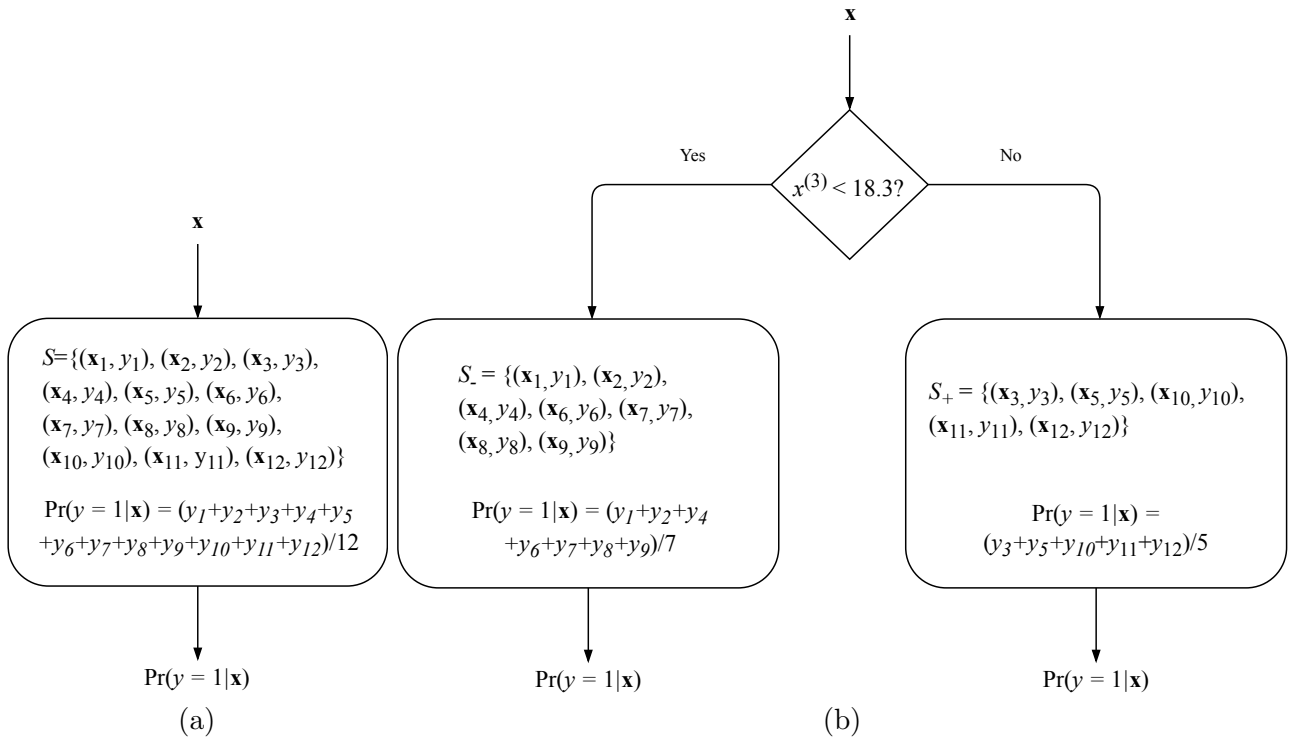 x
Yes
No
x⁽³⁾ < 18.3?
x
S={(x₁, y₁), (x₂, y₂), (x₃, y₃),
(x₄, y₄), (x₅, y₅), (x₆, y₆),
(x₇, y₇), (x₈, y₈), (x₉, y₉),
(x₁₀, y₁₀), (x₁₁, y₁₁), (x₁₂, y₁₂)}
Pr(y = 1|x) = (y₁+y₂+y₃+y₄+y₅
+y₆+y₇+y₈+y₉+y₁₀+y₁₁+y₁₂)/12
Pr(y = 1|x)
(a)
S₋ = {(x₁, y₁), (x₂, y₂),
(x₄, y₄), (x₆, y₆), (x₇, y₇),
(x₈, y₈), (x₉, y₉)}
Pr(y = 1|x) = (y₁+y₂+y₄
+y₆+y₇+y₈+y₉)/7
Pr(y = 1|x)
S₊ = {(x₃, y₃), (x₅, y₅), (x₁₀, y₁₀),
(x₁₁, y₁₁), (x₁₂, y₁₂)}
Pr(y = 1|x) =
(y₃+y₅+y₁₀+y₁₁+y₁₂)/5
Pr(y = 1|x)
(b)